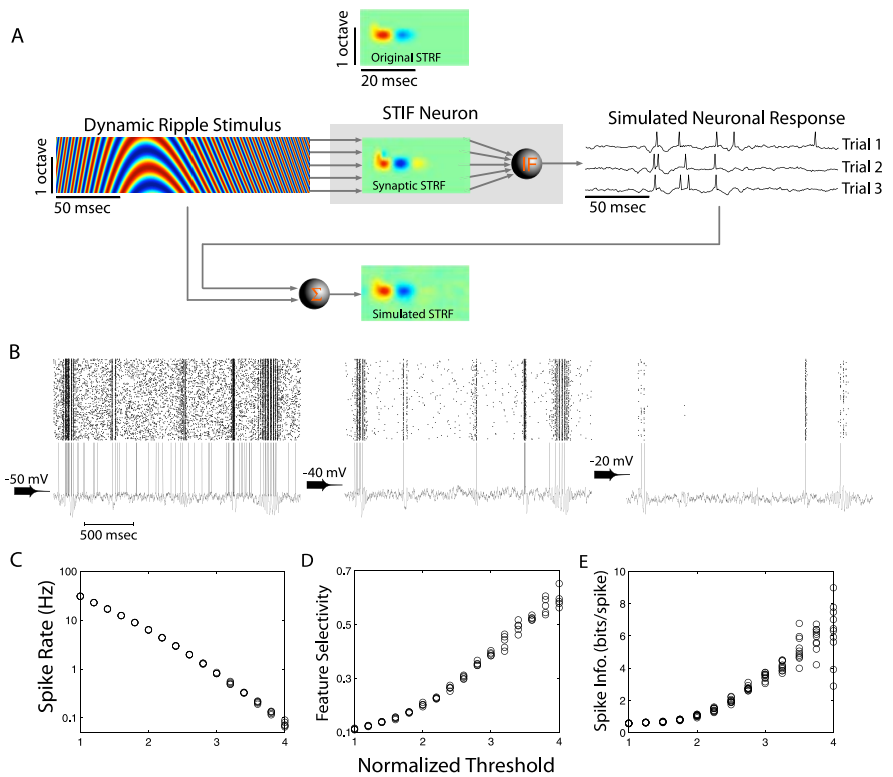 A
1 octave
Original STRF
20 msec
Dynamic Ripple Stimulus
STIF Neuron
Simulated Neuronal Response
1 octave
Synaptic STRF
IF
Trial 1
Trial 2
Trial 3
50 msec
50 msec
Σ
Simulated STRF
B
-50 mV
-40 mV
-20 mV
500 msec
C
D
E
Spike Rate (Hz)
100
10
1
0.1
1
2
3
4
Feature Selectivity
0.7
0.5
0.3
0.1
1
2
3
4
Spike Info.(bits/spike)
10
8
6
4
2
0
1
2
3
4
Normalized Threshold